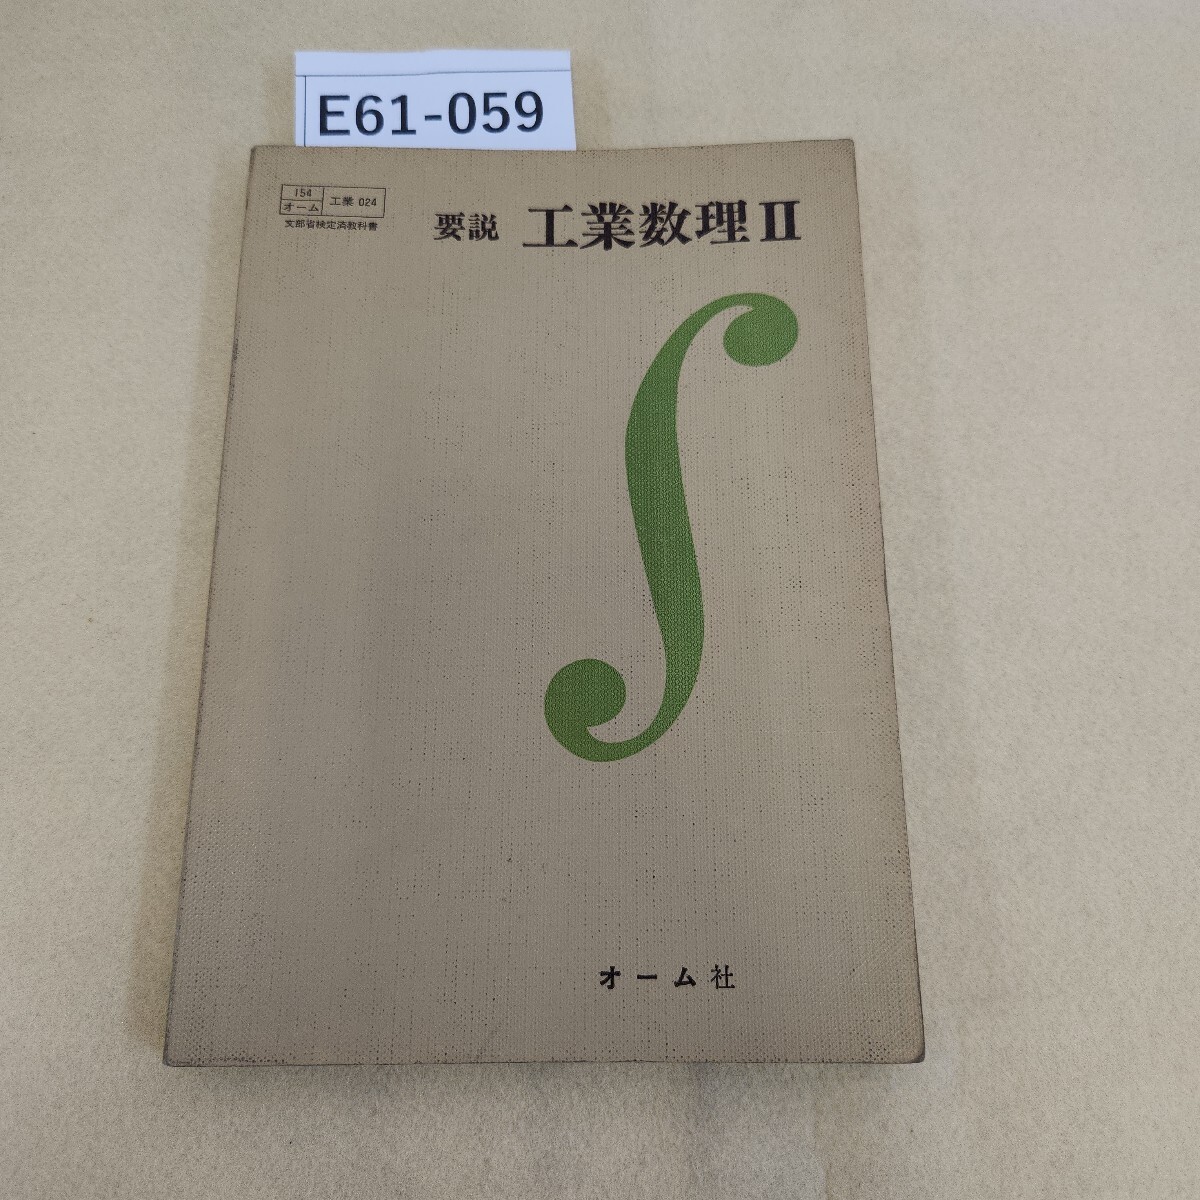 E61-059
154
オーム
工業 024
文部省検定済教科書
要説 工業数理Ⅱ
オーム社